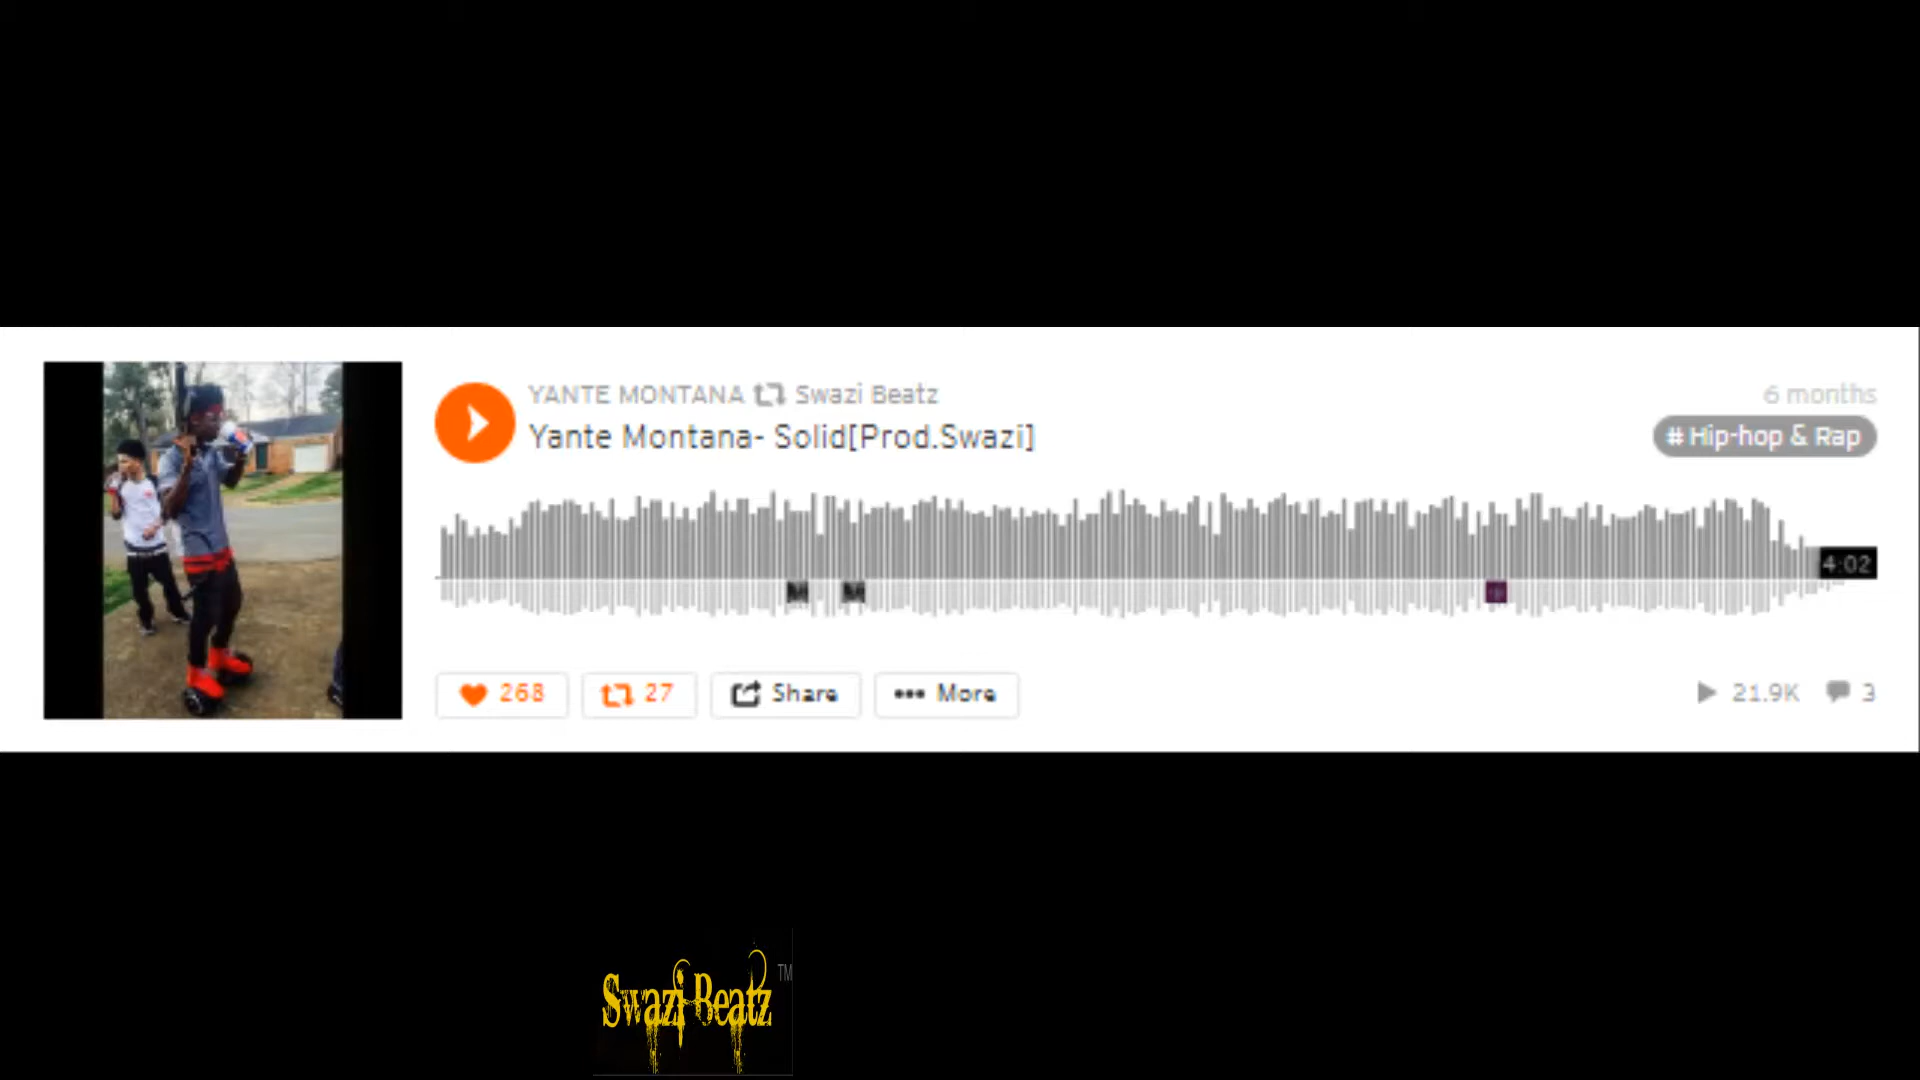 YANTE MONTANA Swazi Beatz
6 months
Yante Montana- Solid[Prod.Swazi]
# Hip-hop & Rap
4:02
M M
268 27 Share More 21.9K 3
Swazi Beatz TM